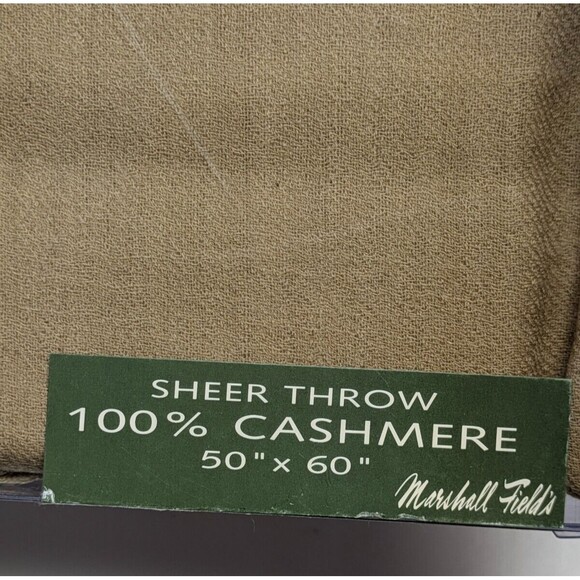 SHEER THROW
100% CASHMERE
50" x 60"
Marshall Field's